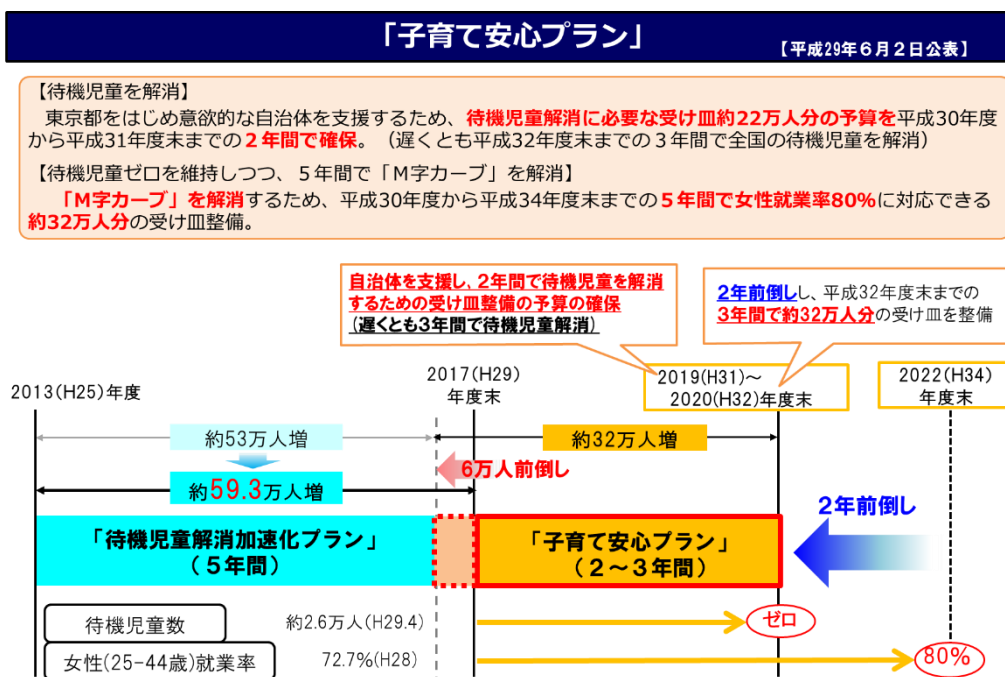 「子育て安心プラン」
【平成29年6月2日公表】
【待機児童を解消】
東京都をはじめ意欲的な自治体を支援するため、待機児童解消に必要な受け皿約22万人分の予算を平成30年度
から平成31年度末までの2年間で確保。（遅くとも平成32年度末までの３年間で全国の待機児童を解消）
【待機児童ゼロを維持しつつ、５年間で「М字カーブ」を解消】
「М字カーブ」を解消するため、平成30年度から平成34年度末までの５年間で女性就業率80%に対応できる
約32万人分の受け皿整備。
自治体を支援し、2年間で待機児童を解消
するための受け皿整備の予算の確保
（遅くとも3年間で待機児童解消）
2年前倒しし、平成32年度末までの
3年間で約32万人分の受け皿を整備
2013(H25)年度
2017(H29)
年度末
2019(H31)～
2020(H32)年度末
2022(H34)
年度末
約53万人増
約32万人増
6万人前倒し
約59.3万人増
2年前倒し
「待機児童解消加速化プラン」
（５年間）
「子育て安心プラン」
（２～３年間）
待機児童数
約2.6万人(H29.4)
ゼロ
女性(25-44歳)就業率
72.7%(H28)
80%